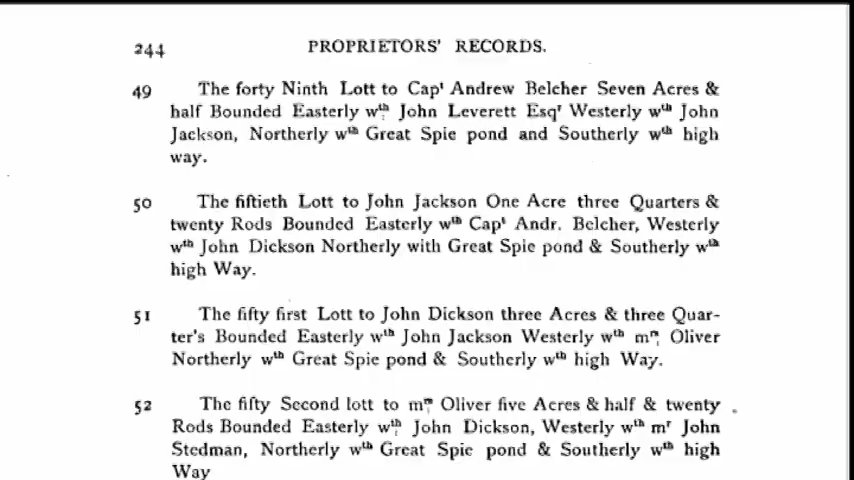 244 PROPRIETORS' RECORDS.
49 The forty Ninth Lott to Capᵗ Andrew Belcher Seven Acres &
half Bounded Easterly wᵗʰ John Leverett Esqʳ Westerly wᵗʰ John
Jackson, Northerly wᵗʰ Great Spie pond and Southerly wᵗʰ high
way.
50 The fiftieth Lott to John Jackson One Acre three Quarters &
twenty Rods Bounded Easterly wᵗʰ Capᵗ Andr. Belcher, Westerly
wᵗʰ John Dickson Northerly with Great Spie pond & Southerly wᵗʰ
high Way.
51 The fifty first Lott to John Dickson three Acres & three Quar-
ter's Bounded Easterly wᵗʰ John Jackson Westerly wᵗʰ mʳˢ Oliver
Northerly wᵗʰ Great Spie pond & Southerly wᵗʰ high Way.
52 The fifty Second lott to mʳˢ Oliver five Acres & half & twenty
Rods Bounded Easterly wᵗʰ John Dickson, Westerly wᵗʰ mʳ John
Stedman, Northerly wᵗʰ Great Spie pond & Southerly wᵗʰ high
Way